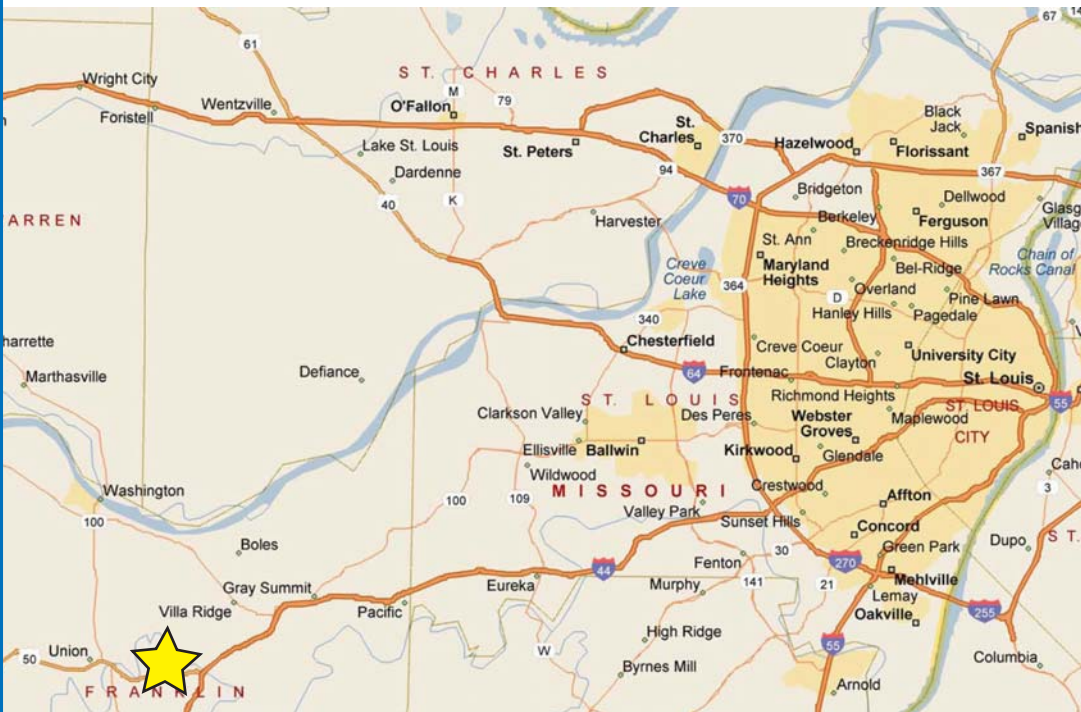 67
14
61
ST. CHARLES
Wright City
M
O'Fallon
79
Wentzville
Foristell
St. Charles
370
Hazelwood
Black Jack
Florissant
Spanish
Lake St. Louis
St. Peters
94
367
Dardenne
K
40
70
Bridgeton
Dellwood
Glasg
Village
ARREN
Harvester
Berkeley
Ferguson
St. Ann
Breckenridge Hills
Chain of
Rocks Canal
Creve
Coeur
Lake
Maryland
Heights
Bel-Ridge
364
Overland
D
Pine Lawn
Hanley Hills
Pagedale
340
harrette
Chesterfield
Creve Coeur
University City
Clayton
Marthasville
Defiance
64
Frontenac
St. Louis
55
Richmond Heights
ST. LOUIS
Clarkson Valley
Des Peres
Webster
Groves
Maplewood
ST. LOUIS
CITY
Ellisville
Ballwin
Kirkwood
Glendale
Wildwood
Washington
100
109
MISSOURI
Crestwood
Affton
Caho
3
100
Valley Park
Sunset Hills
Concord
Boles
30
Green Park
Dupo
S T.
Fenton
270
44
Mehlville
Gray Summit
Eureka
Murphy
141
21
Lemay
Villa Ridge
Pacific
Oakville
255
High Ridge
55
50
Union
W
Columbia
Byrnes Mill
FRANKLIN
Arnold